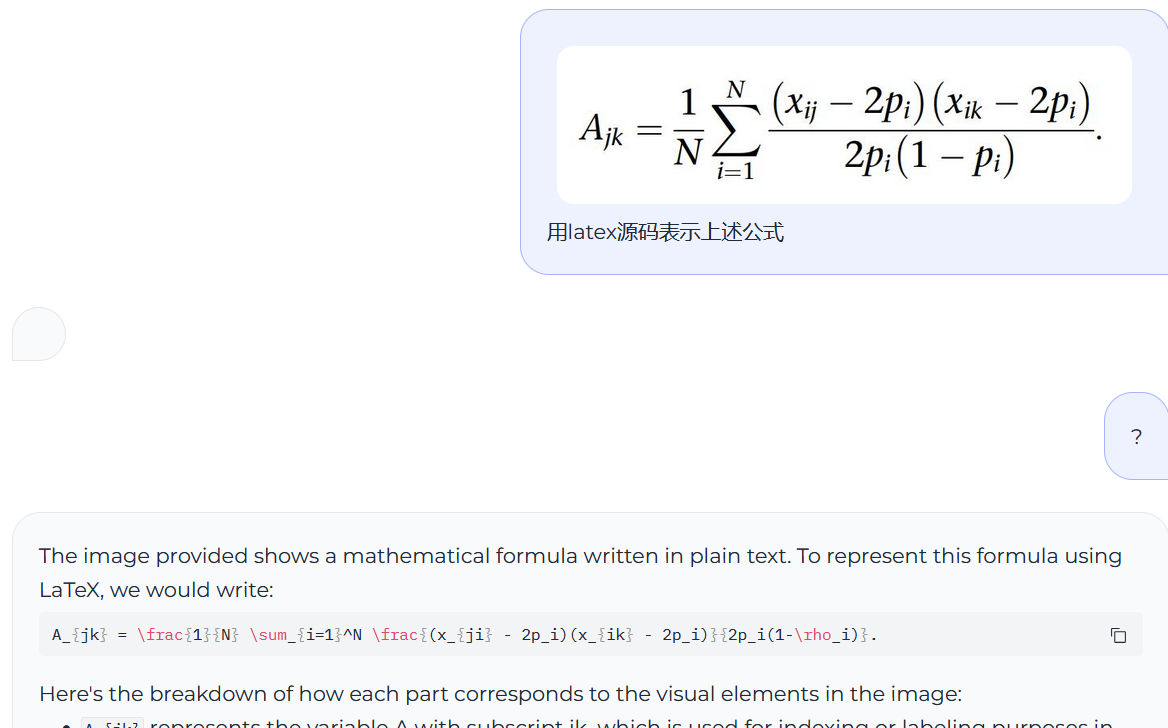 A_{jk} = \frac{1}{N} \sum_{i=1}^{N} \frac{(x_{ij} - 2p_i)(x_{ik} - 2p_i)}{2p_i(1 - p_i)}.
用latex源码表示上述公式
?
The image provided shows a mathematical formula written in plain text. To represent this formula using
LaTeX, we would write:
A_{jk} = \frac{1}{N} \sum_{i=1}^N \frac{(x_{ji} - 2p_i)(x_{ik} - 2p_i)}{2p_i(1-\rho_i)}.
Here's the breakdown of how each part corresponds to the visual elements in the image:
• A_{jk} represents the variable A with subscript jk, which is used for indexing or labeling purposes in